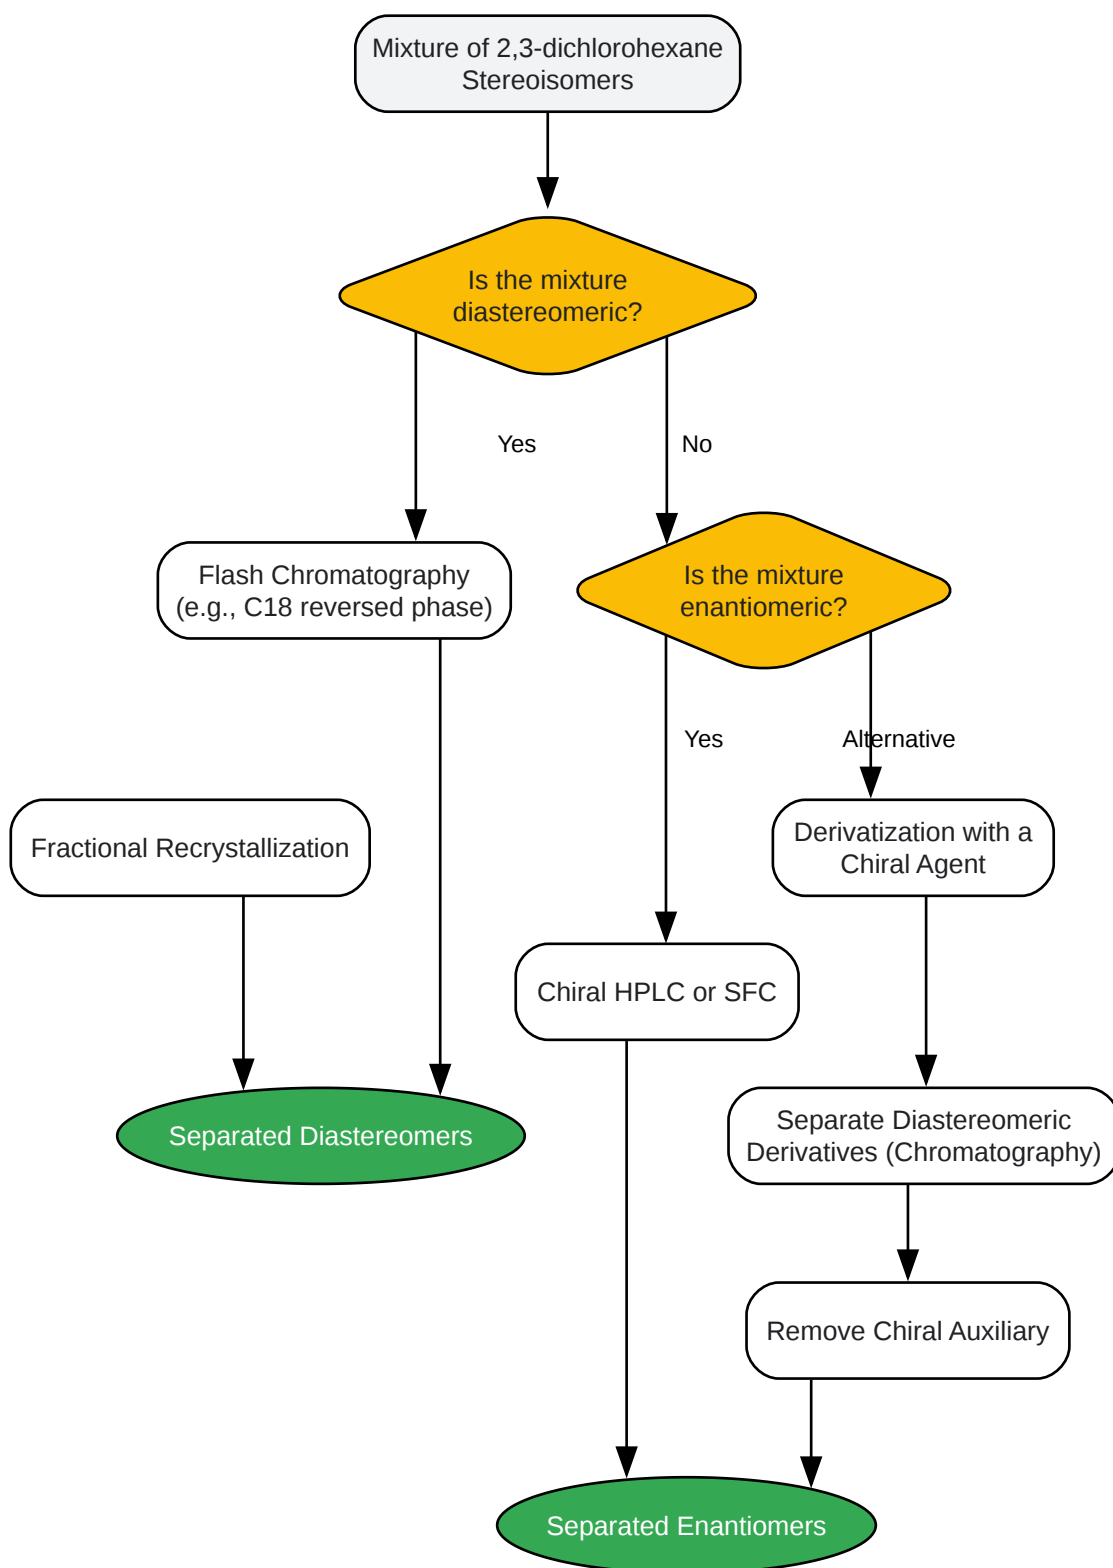 Mixture of 2,3-dichlorohexane
Stereoisomers
Is the mixture
diastereomeric?
Yes
No
Flash Chromatography
(e.g., C18 reversed phase)
Is the mixture
enantiomeric?
Yes
Alternative
Fractional Recrystallization
Derivatization with a
Chiral Agent
Chiral HPLC or SFC
Separated Diastereomers
Separate Diastereomeric
Derivatives (Chromatography)
Remove Chiral Auxiliary
Separated Enantiomers